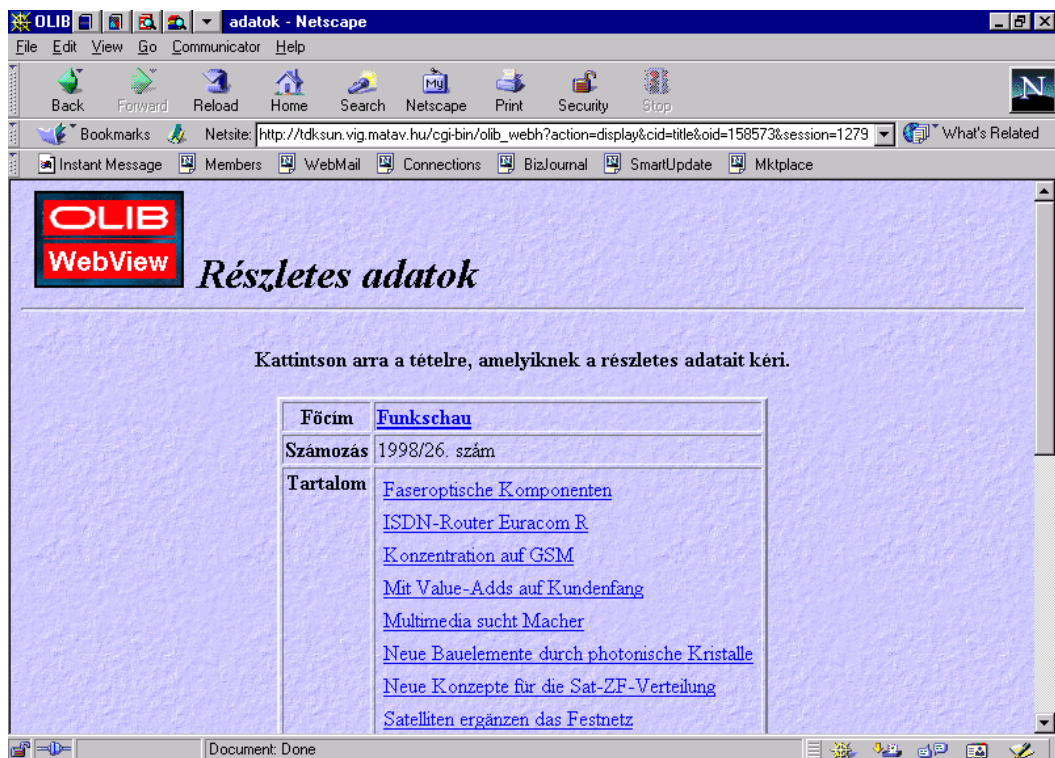 OLIB adatok - Netscape
File Edit View Go Communicator Help
Back Forward Reload Home Search Netscape Print Security Stop
My
N
Bookmarks Netsite: http://tdksun.vig.matav.hu/cgi-bin/olib_webh?action=display&cid=title&oid=158573&session=1279 What's Related
Instant Message Members WebMail Connections BizJournal SmartUpdate Mktplace
OLIB
WebView
Részletes adatok
Kattintson arra a tételre, amelyiknek a részletes adatait kéri.
Főcím Funkschau
Számozás 1998/26. szám
Tartalom Faseroptische Komponenten
ISDN-Router Euracom R
Konzentration auf GSM
Mit Value-Adds auf Kundenfang
Multimedia sucht Macher
Neue Bauelemente durch photonische Kristalle
Neue Konzepte für die Sat-ZF-Verteilung
Satelliten ergänzen das Festnetz
Document: Done